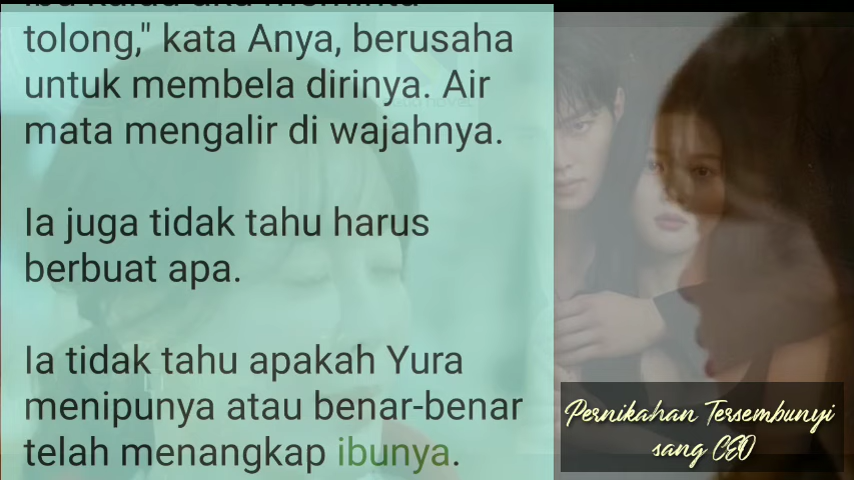 tolong," kata Anya, berusaha
untuk membela dirinya. Air
mata mengalir di wajahnya.
Ia juga tidak tahu harus
berbuat apa.
Ia tidak tahu apakah Yura
menipunya atau benar-benar
telah menangkap ibunya.
Pernikahan Tersembunyi
sang CEO